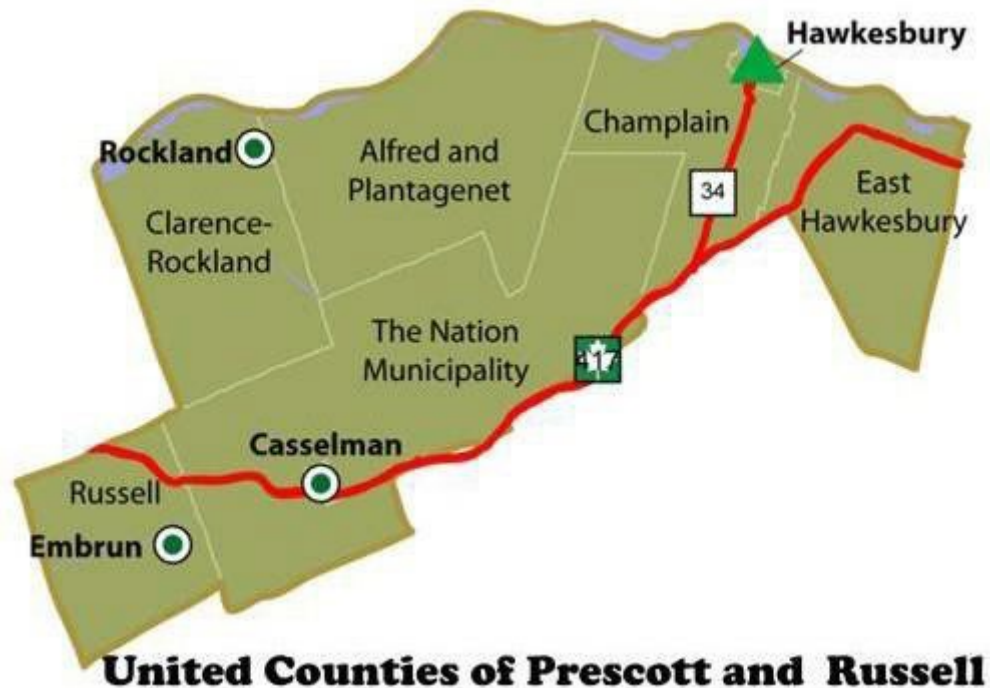 Hawkesbury
Champlain
Rockland
Alfred and
Plantagenet
34
East
Hawkesbury
Clarence-
Rockland
The Nation
Municipality
417
Casselman
Russell
Embrun
United Counties of Prescott and Russell